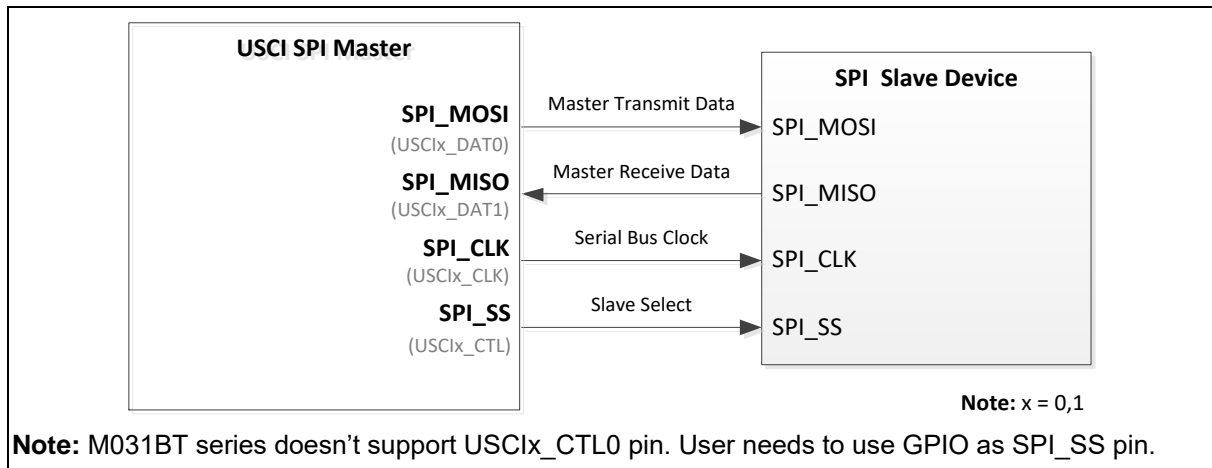 USCI SPI Master
SPI_MOSI
(USCIx_DAT0)
SPI_MISO
(USCIx_DAT1)
SPI_CLK
(USCIx_CLK)
SPI_SS
(USCIx_CTL)
Master Transmit Data
Master Receive Data
Serial Bus Clock
Slave Select
SPI Slave Device
SPI_MOSI
SPI_MISO
SPI_CLK
SPI_SS
Note: x = 0,1
Note: M031BT series doesn’t support USCIx_CTL0 pin. User needs to use GPIO as SPI_SS pin.